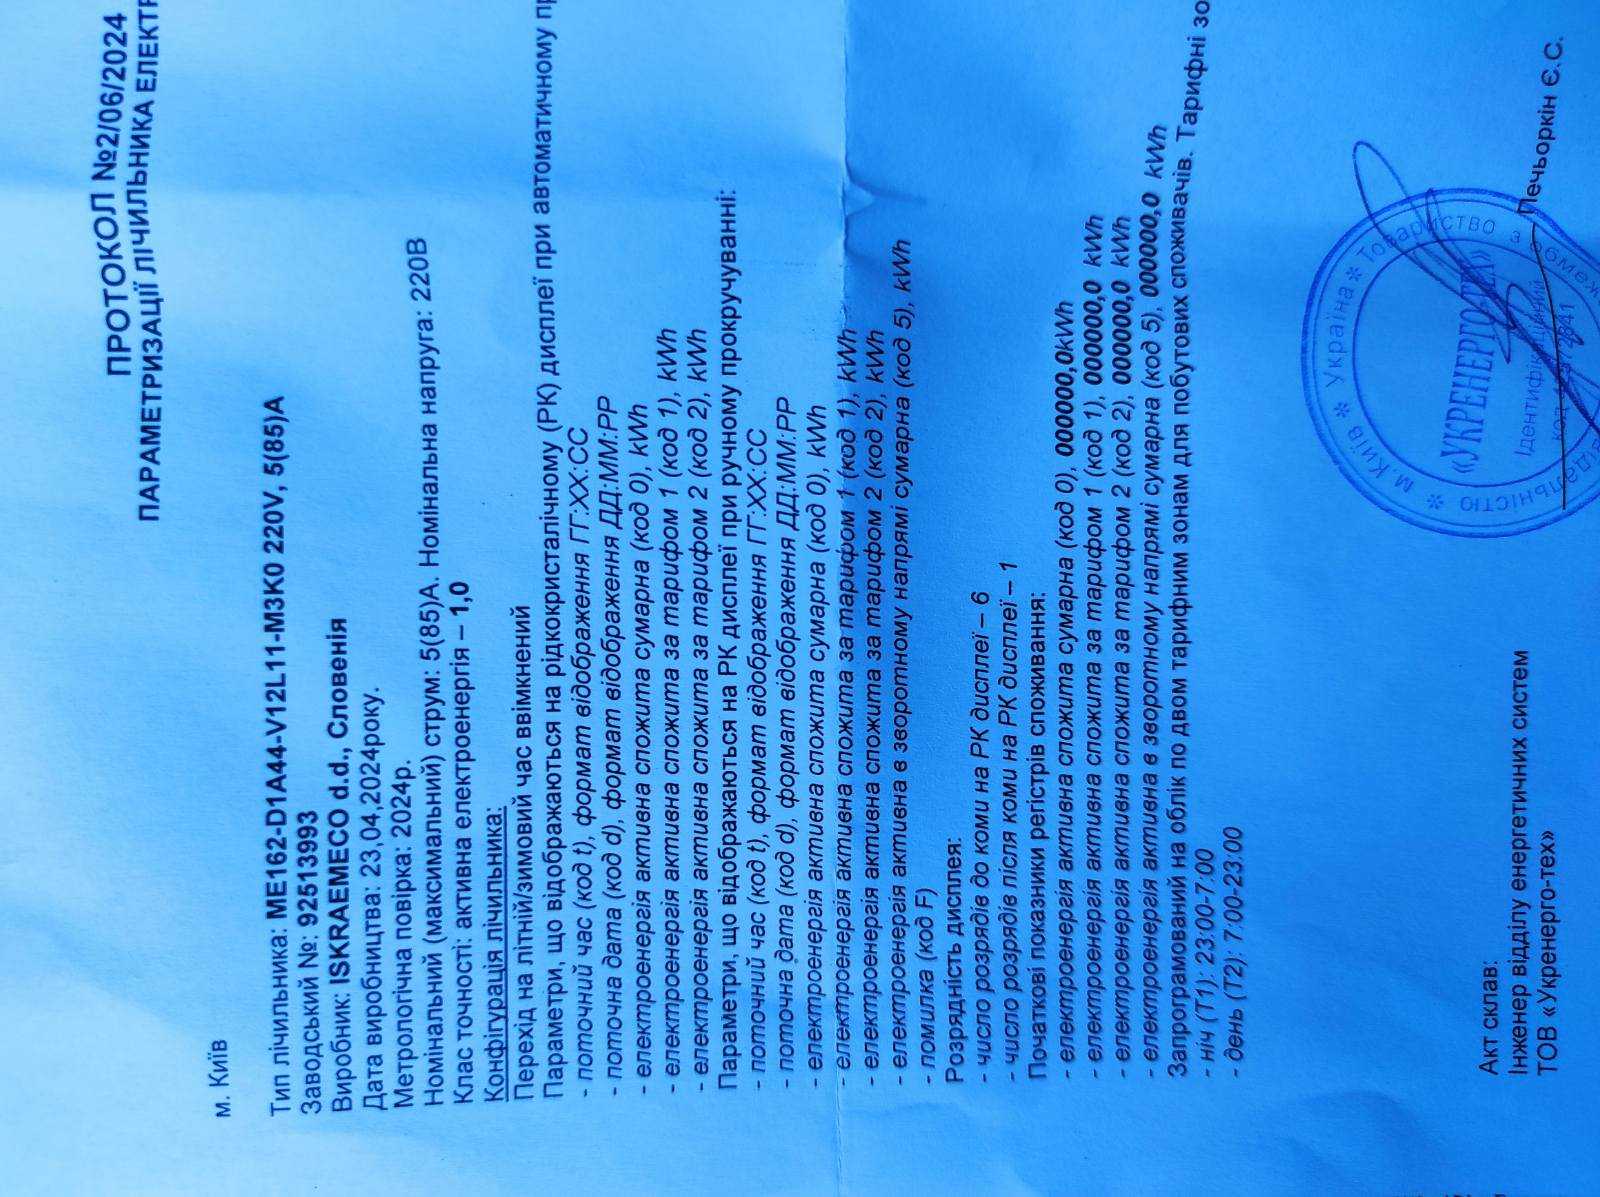 ПРОТОКОЛ №2/06/2024
ПАРАМЕТРИЗАЦІЇ ЛІЧИЛЬНИКА ЕЛЕКТР
м. Київ
Тип лічильника: ME162-D1A44-V12L11-M3K0 220V, 5(85)A
Заводський №: 92513993
Виробник: ISKRAEMECO d.d., Словенія
Дата виробництва: 23,04,2024року.
Метрологічна повірка: 2024р.
Номінальний (максимальний) струм: 5(85)А. Номінальна напруга: 220В
Клас точності: активна електроенергія – 1,0
Конфігурація лічильника:
Перехід на літній/зимовий час ввімкнений
Параметри, що відображаються на рідкокристалічному (РК) дисплеї при автоматичному пр
- поточний час (код t), формат відображення ГГ:ХХ:СС
- поточна дата (код d), формат відображення ДД:ММ:РР
- електроенергія активна спожита сумарна (код 0), kWh
- електроенергія активна спожита за тарифом 1 (код 1), kWh
- електроенергія активна спожита за тарифом 2 (код 2), kWh
Параметри, що відображаються на РК дисплеї при ручному прокручуванні:
- поточний час (код t), формат відображення ГГ:ХХ:СС
- поточна дата (код d), формат відображення ДД:ММ:РР
- електроенергія активна спожита сумарна (код 0), kWh
- електроенергія активна спожита за тарифом 1 (код 1), kWh
- електроенергія активна спожита за тарифом 2 (код 2), kWh
- електроенергія активна в зворотному напрямі сумарна (код 5), kWh
- помилка (код F)
Розрядність дисплея:
- число розрядів до коми на РК дисплеї – 6
- число розрядів після коми на РК дисплеї – 1
Початкові показники регістрів споживання:
- електроенергія активна спожита сумарна (код 0), 000000,0kWh
- електроенергія активна спожита за тарифом 1 (код 1), 000000,0 kWh
- електроенергія активна спожита за тарифом 2 (код 2), 000000,0 kWh
- електроенергія активна в зворотному напрямі сумарна (код 5), 000000,0 kWh
Запрограмований на облік по двом тарифним зонам для побутових споживачів. Тарифні зо
- ніч (Т1): 23:00-7:00
- день (Т2): 7:00-23:00
Акт склав:
Інженер відділу енергетичних систем
ТОВ «Укренерго-тех»
Печьоркін Є.С.
м.Київ * Україна * Товариство з обмеже
ідальністю
«УКРЕНЕРГО-ТЕХ»
Ідентифікаційний
код